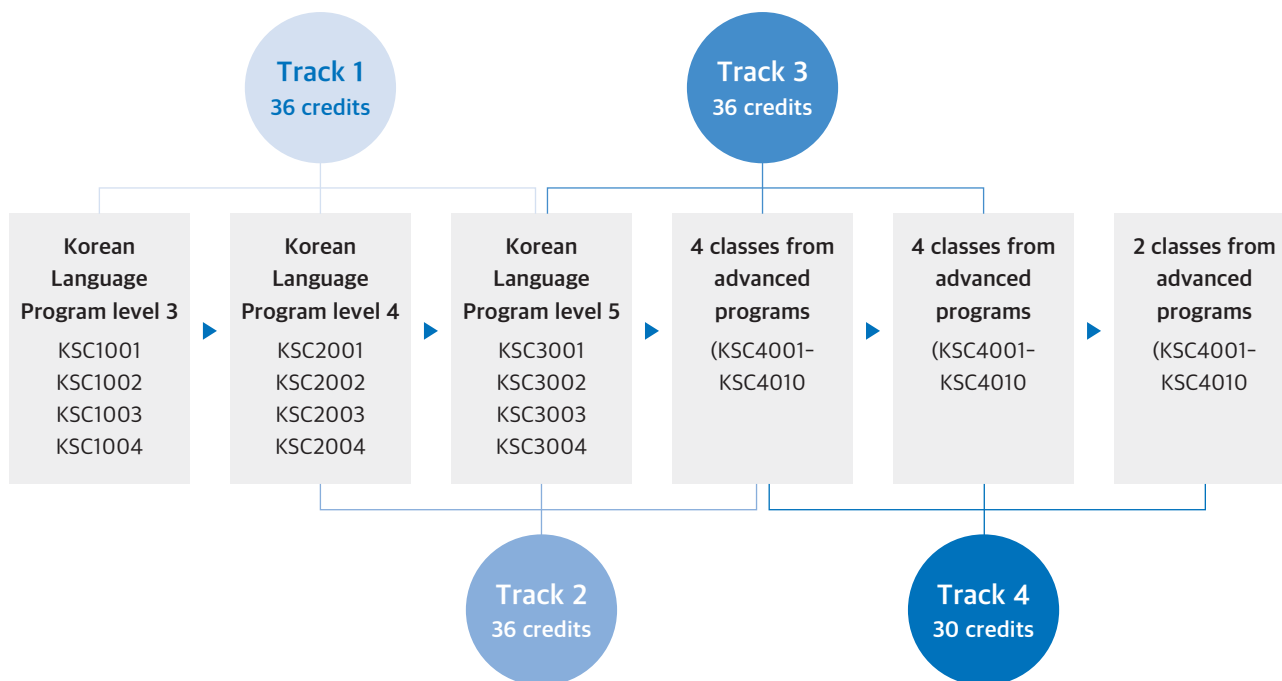 Track 1
36 credits
Track 3
36 credits
Korean
Language
Program level 3
KSC1001
KSC1002
KSC1003
KSC1004
Korean
Language
Program level 4
KSC2001
KSC2002
KSC2003
KSC2004
Korean
Language
Program level 5
KSC3001
KSC3002
KSC3003
KSC3004
4 classes from
advanced
programs
(KSC4001-
KSC4010
4 classes from
advanced
programs
(KSC4001-
KSC4010
2 classes from
advanced
programs
(KSC4001-
KSC4010
Track 2
36 credits
Track 4
30 credits